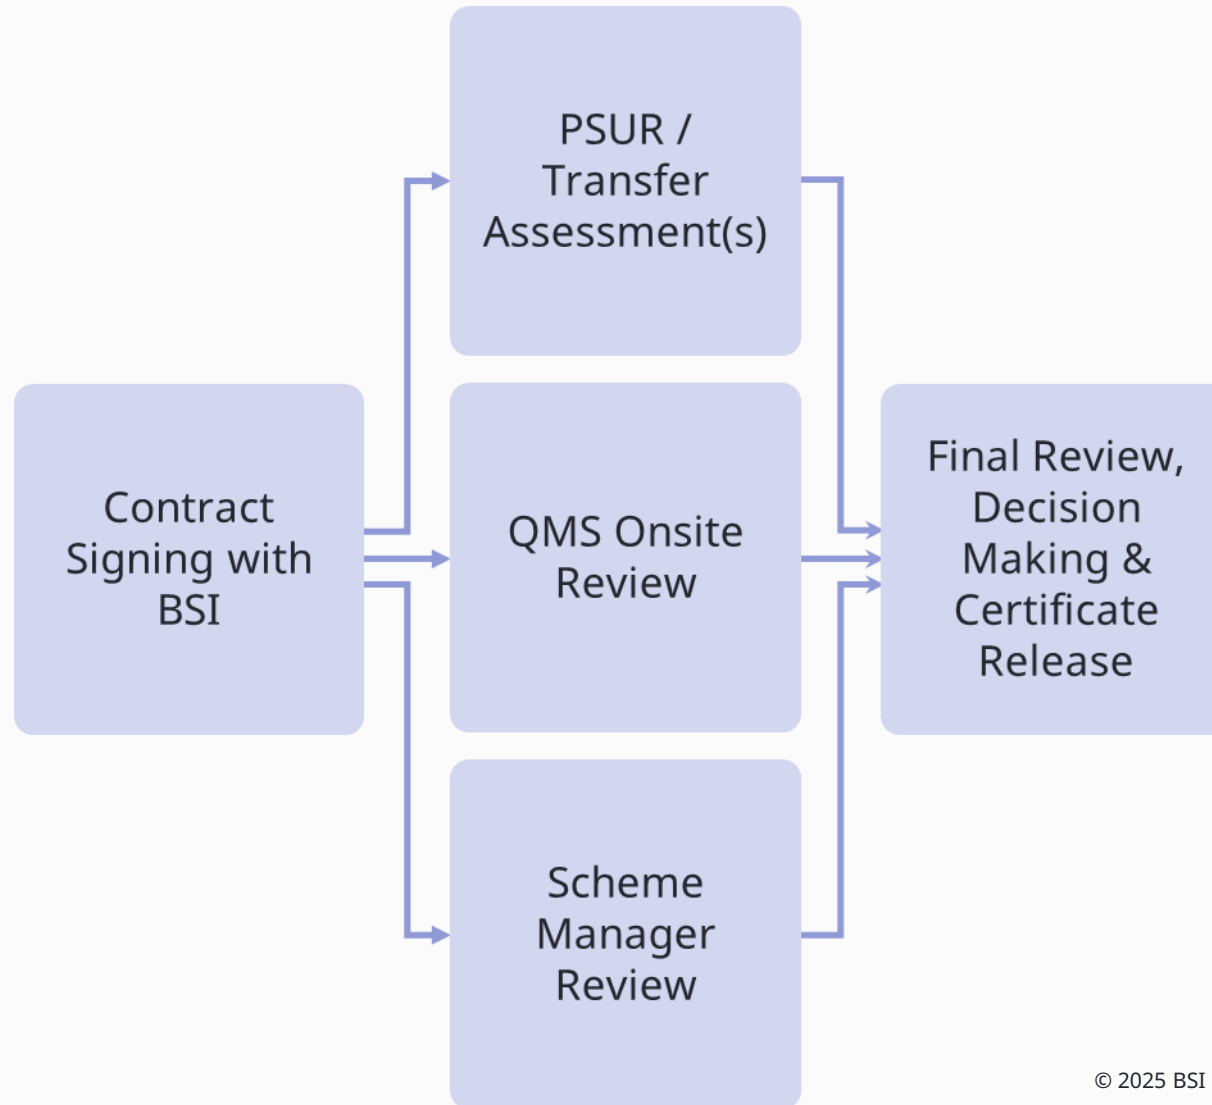 PSUR /
Transfer
Assessment(s)
Contract
Signing with
BSI
QMS Onsite
Review
Final Review,
Decision
Making &
Certificate
Release
Scheme
Manager
Review
© 2025 BSI